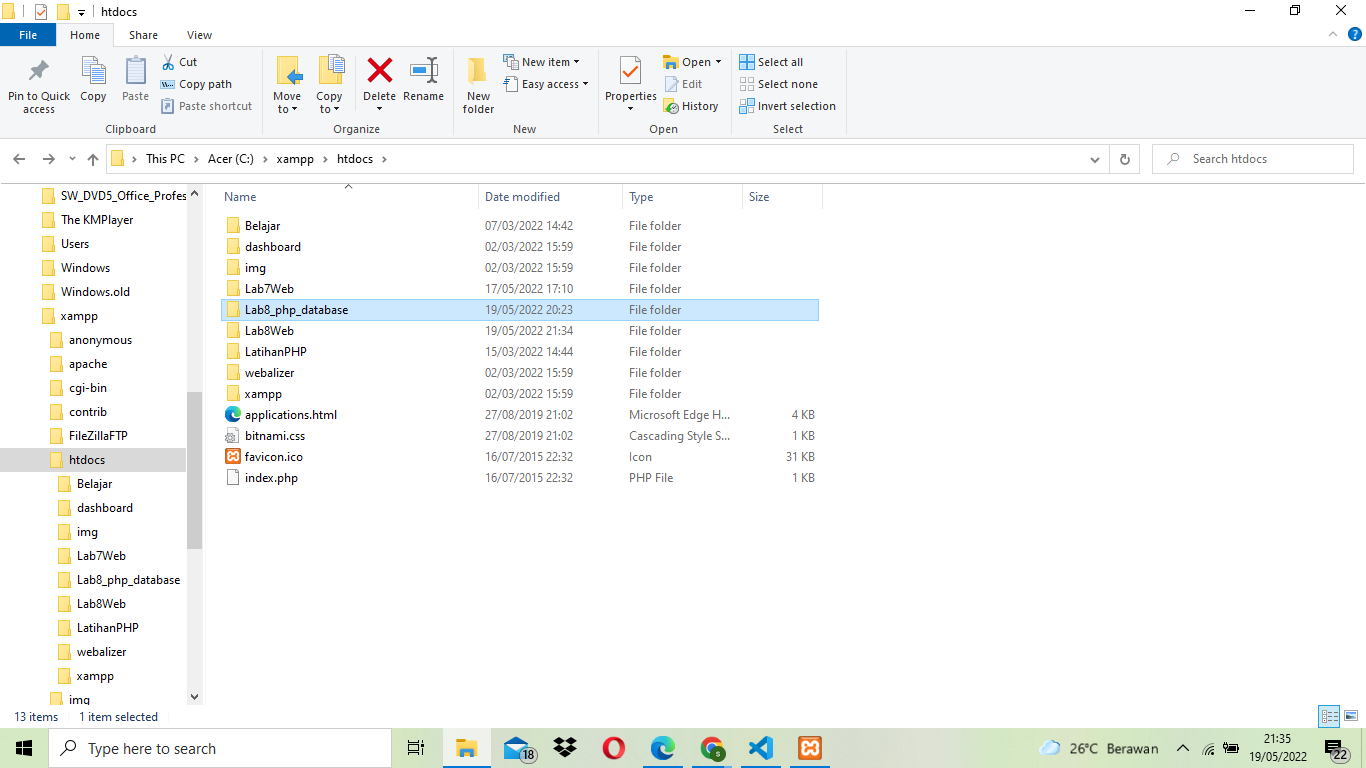 htdocs
File Home Share View
Pin to Quick access
Copy
Paste
Cut
Copy path
Paste shortcut
Clipboard
Move to
Copy to
Delete
Rename
Organize
New folder
New item
Easy access
New
Properties
Open
Edit
History
Open
Select all
Select none
Invert selection
Select
This PC Acer (C:) xampp htdocs
Search htdocs
SW_DVD5_Office_Profes
The KMPlayer
Users
Windows
Windows.old
xampp
anonymous
apache
cgi-bin
contrib
FileZillaFTP
htdocs
Belajar
dashboard
img
Lab7Web
Lab8_php_database
Lab8Web
LatihanPHP
webalizer
xampp
img
Name Date modified Type Size
Belajar 07/03/2022 14:42 File folder
dashboard 02/03/2022 15:59 File folder
img 02/03/2022 15:59 File folder
Lab7Web 17/05/2022 17:10 File folder
Lab8_php_database 19/05/2022 20:23 File folder
Lab8Web 19/05/2022 21:34 File folder
LatihanPHP 15/03/2022 14:44 File folder
webalizer 02/03/2022 15:59 File folder
xampp 02/03/2022 15:59 File folder
applications.html 27/08/2019 21:02 Microsoft Edge H... 4 KB
bitnami.css 27/08/2019 21:02 Cascading Style S... 1 KB
favicon.ico 16/07/2015 22:32 Icon 31 KB
index.php 16/07/2015 22:32 PHP File 1 KB
13 items 1 item selected
Type here to search
18
S
26°C Berawan
21:35
19/05/2022
22